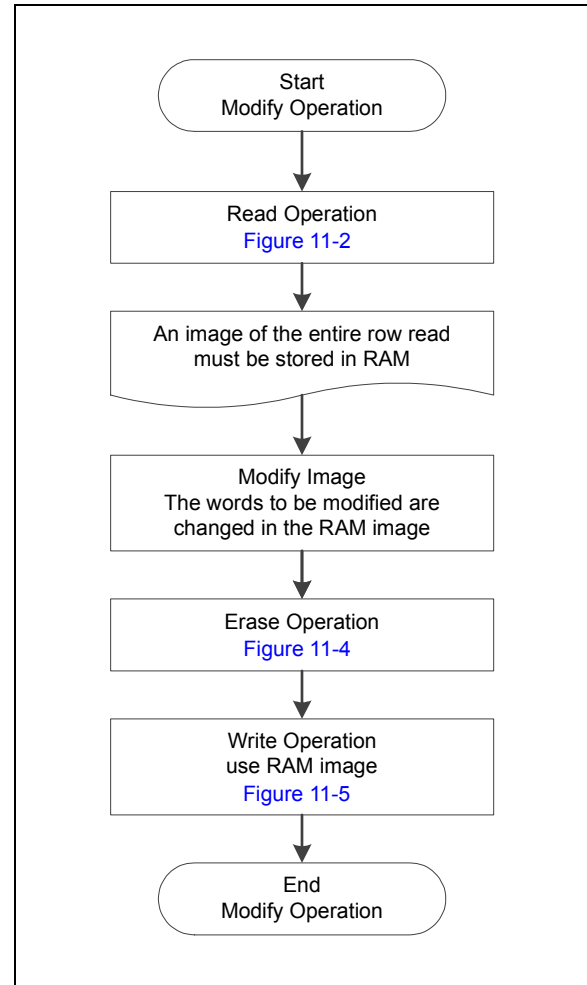 Start
Modify Operation
Read Operation
Figure 11-2
An image of the entire row read
must be stored in RAM
Modify Image
The words to be modified are
changed in the RAM image
Erase Operation
Figure 11-4
Write Operation
use RAM image
Figure 11-5
End
Modify Operation